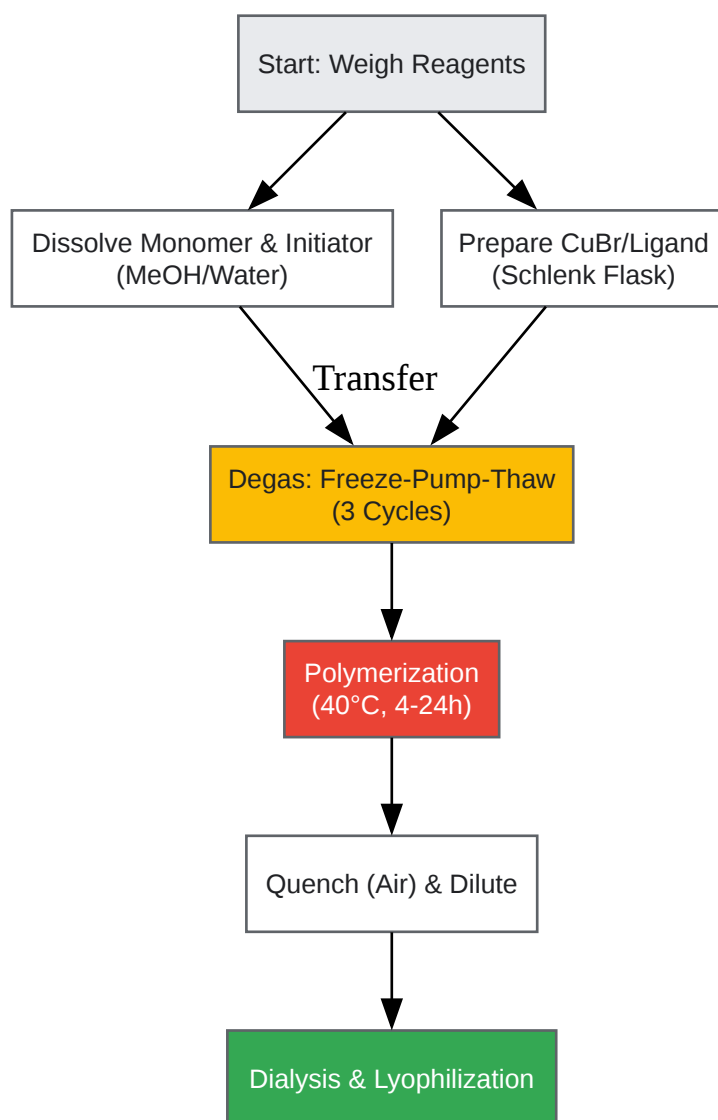 Start: Weigh Reagents
Dissolve Monomer & Initiator
(MeOH/Water)
Prepare CuBr/Ligand
(Schlenk Flask)
Transfer
Degas: Freeze-Pump-Thaw
(3 Cycles)
Polymerization
(40°C, 4-24h)
Quench (Air) & Dilute
Dialysis & Lyophilization